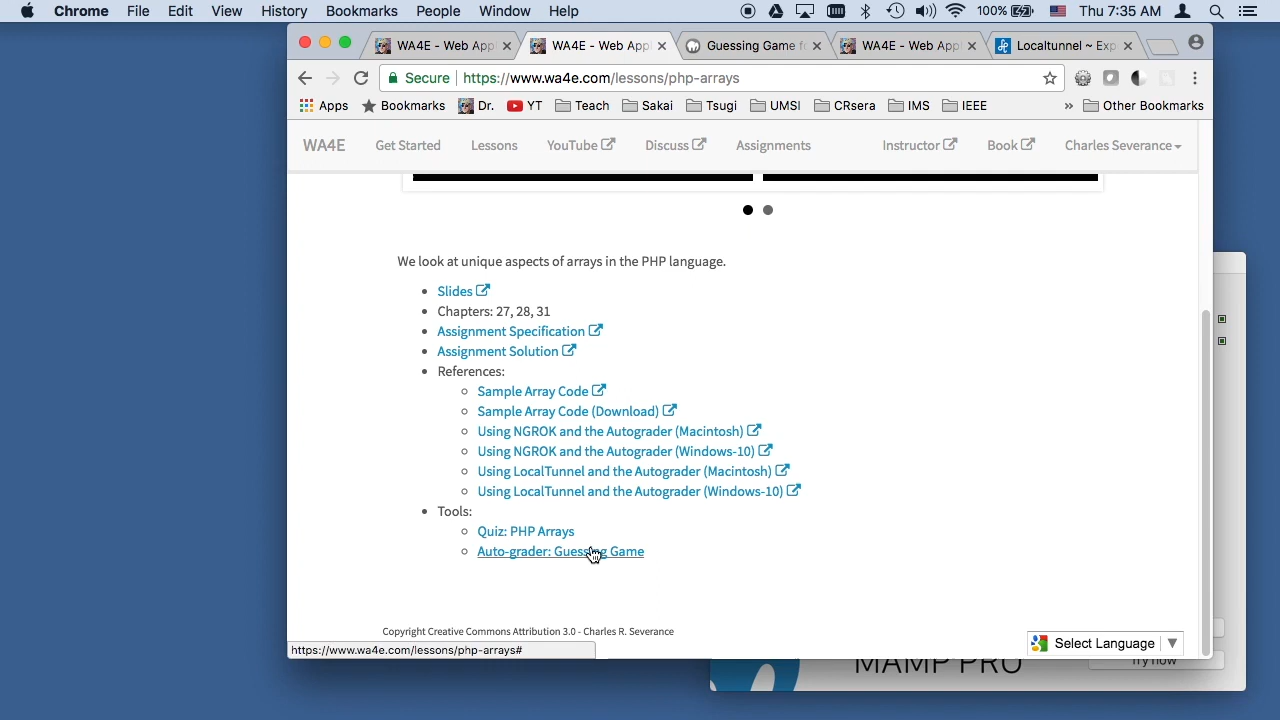 Chrome File Edit View History Bookmarks People Window Help 100% Thu 7:35 AM
WA4E - Web Appl WA4E - Web Appl Guessing Game f WA4E - Web Appl Localtunnel ~ Exp
Secure https://www.wa4e.com/lessons/php-arrays
Apps Bookmarks Dr. YT Teach Sakai Tsugi UMSI CRsera IMS IEEE » Other Bookmarks
WA4E Get Started Lessons YouTube Discuss Assignments Instructor Book Charles Severance
We look at unique aspects of arrays in the PHP language.
Slides
Chapters: 27, 28, 31
Assignment Specification
Assignment Solution
References:
Sample Array Code
Sample Array Code (Download)
Using NGROK and the Autograder (Macintosh)
Using NGROK and the Autograder (Windows-10)
Using LocalTunnel and the Autograder (Macintosh)
Using LocalTunnel and the Autograder (Windows-10)
Tools:
Quiz: PHP Arrays
Auto-grader: Guessing Game
Copyright Creative Commons Attribution 3.0 - Charles R. Severance
Select Language
https://www.wa4e.com/lessons/php-arrays#
MAMP PRO Try now